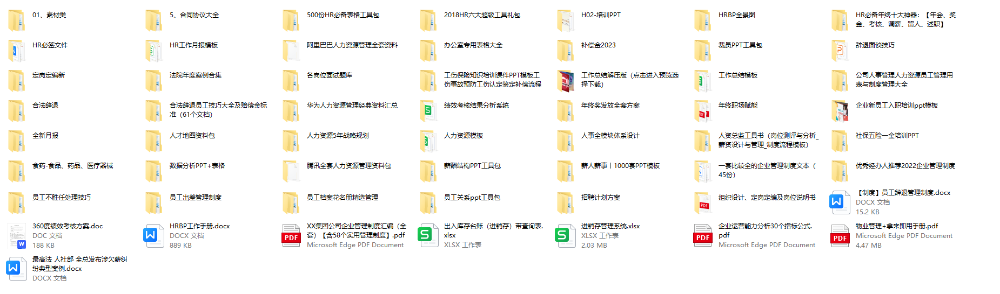 01、素材类
5、合同协议大全
500份HR必备表格工具包
2018HR六大超级工具礼包
H02-培训PPT
HRBP全景图
HR必备年终十大神器：【年会、奖
金、考核、调薪、留人、述职】
HR必签文件
HR工作月报模板
阿里巴巴人力资源管理全套资料
办公室专用表格大全
补偿金2023
裁员PPT工具包
辞退面谈技巧
定岗定编新
法院年度案例合集
各岗位面试题库
工伤保险知识培训课件PPT模板工
伤事故预防工伤认定鉴定补偿流程
工作总结解压版（点击进入预览选
择下载）
工作总结模板
公司人事管理人力资源员工管理用
表与制度管理大全
合法辞退
合法辞退员工技巧大全及赔偿金标
准（61个文档）
华为人力资源管理经典资料汇总
绩效考核结果分析系统
年终奖发放全套方案
年终职场赋能
企业新员工入职培训ppt模板
全新月报
人才地图资料包
人力资源5年战略规划
人力资源模板
人事全模块体系设计
人资总监工具书（岗位测评与分析_
薪资设计与管理_制度流程模板）
社保五险一金培训PPT
食药-食品、药品、医疗器械
数据分析PPT+表格
腾讯全套人力资源管理资料包
薪酬结构PPT工具包
薪人薪事丨1000套PPT模板
一套比较全的企业管理制度文本（
45份）
优秀经办人推荐2022企业管理制度
员工不胜任处理技巧
员工出差管理制度
员工档案花名册精选管理
员工关系ppt工具包
招聘计划方案
组织设计、定岗定编及岗位说明书
【制度】员工辞退管理制度.docx
DOCX 文档
15.2 KB
360度绩效考核方案.doc
DOC 文档
188 KB
HRBP工作手册.docx
DOCX 文档
889 KB
XX集团公司企业管理制度汇编（全
套）【含58个实用管理制度】.pdf
Microsoft Edge PDF Document
出入库存台账（进销存）带查询表.
xlsx
XLSX 工作表
进销存管理系统.xlsx
XLSX 工作表
2.03 MB
企业运营能力分析30个指标公式.
pdf
Microsoft Edge PDF Document
物业管理+拿来即用手册.pdf
Microsoft Edge PDF Document
4.47 MB
最高法 人社部 全总发布涉欠薪纠
纷典型案例.docx
DOCX 文档